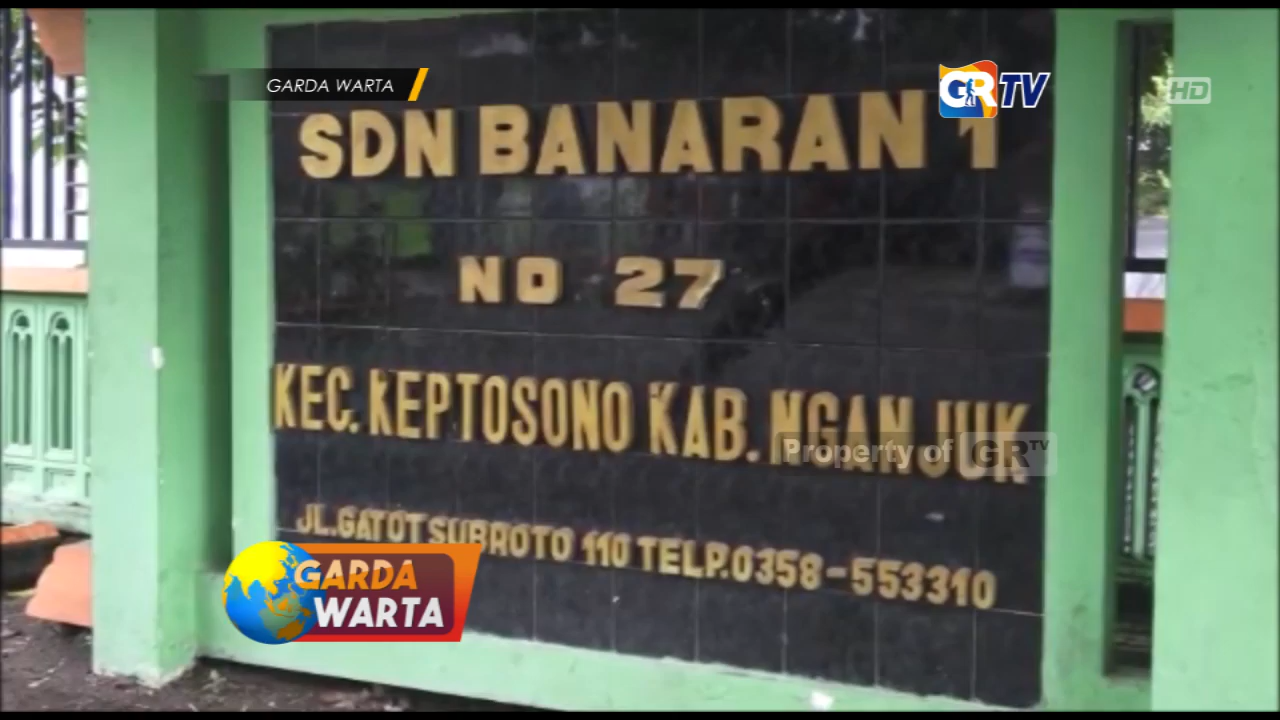 GARDA WARTA
GRTV
HD
SDN BANARAN 1
NO 27
KEC. KEPTOSONO KAB. NGANJUK
Property of GRTV
JL.GATOT SUBROTO 110 TELP.0358-553310
GARDA
WARTA